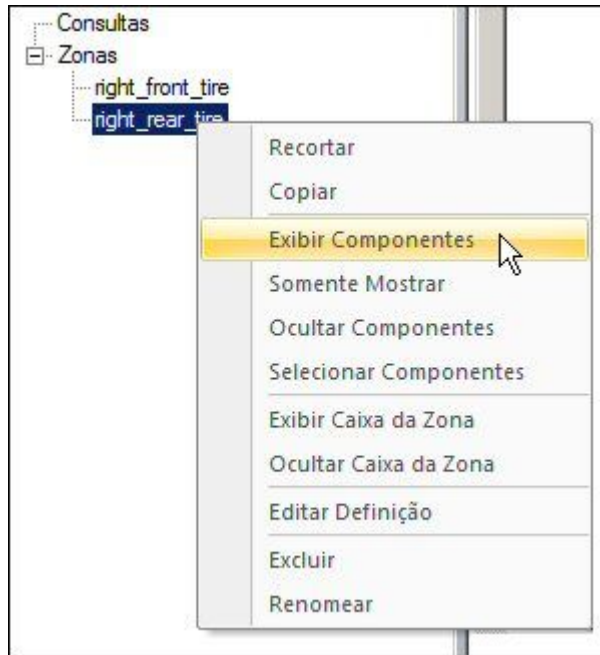 Consultas
Zonas
right_front_tire
right_rear_tire
Recortar
Copiar
Exibir Componentes
Somente Mostrar
Ocultar Componentes
Selecionar Componentes
Exibir Caixa da Zona
Ocultar Caixa da Zona
Editar Definição
Excluir
Renomear